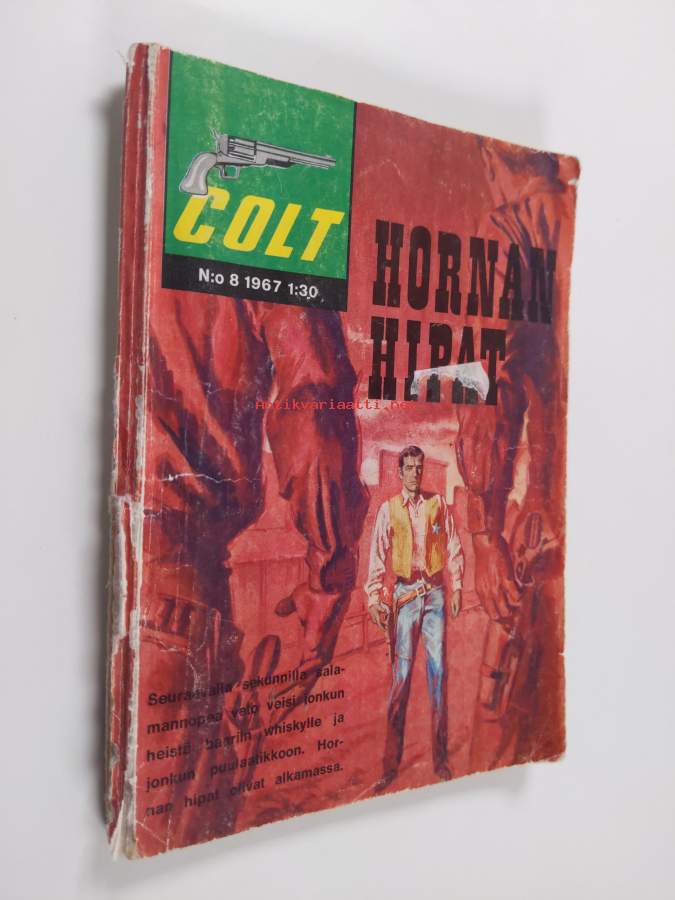 COLT
N:o 8 1967 1:30
HORNAN
HIPAT
Antikvariaatti.net
Seuraavalla sekunnilla sala-
mannopea veto veisi jonkun
heistä baariin whiskylle ja
jonkun puulaatikkoon. Hor-
nan hipat olivat alkamassa.